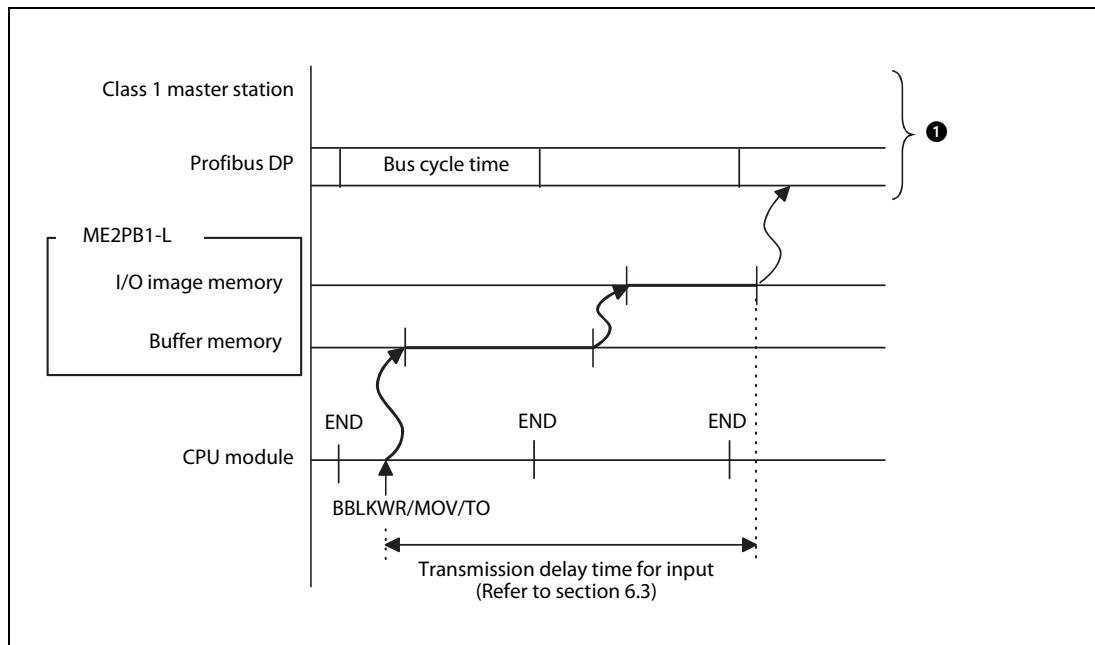 Class 1 master station
❶
Profibus DP
Bus cycle time
ME2PB1-L
I/O image memory
Buffer memory
END
END
END
CPU module
BBLKWR/MOV/TO
Transmission delay time for input
(Refer to section 6.3)